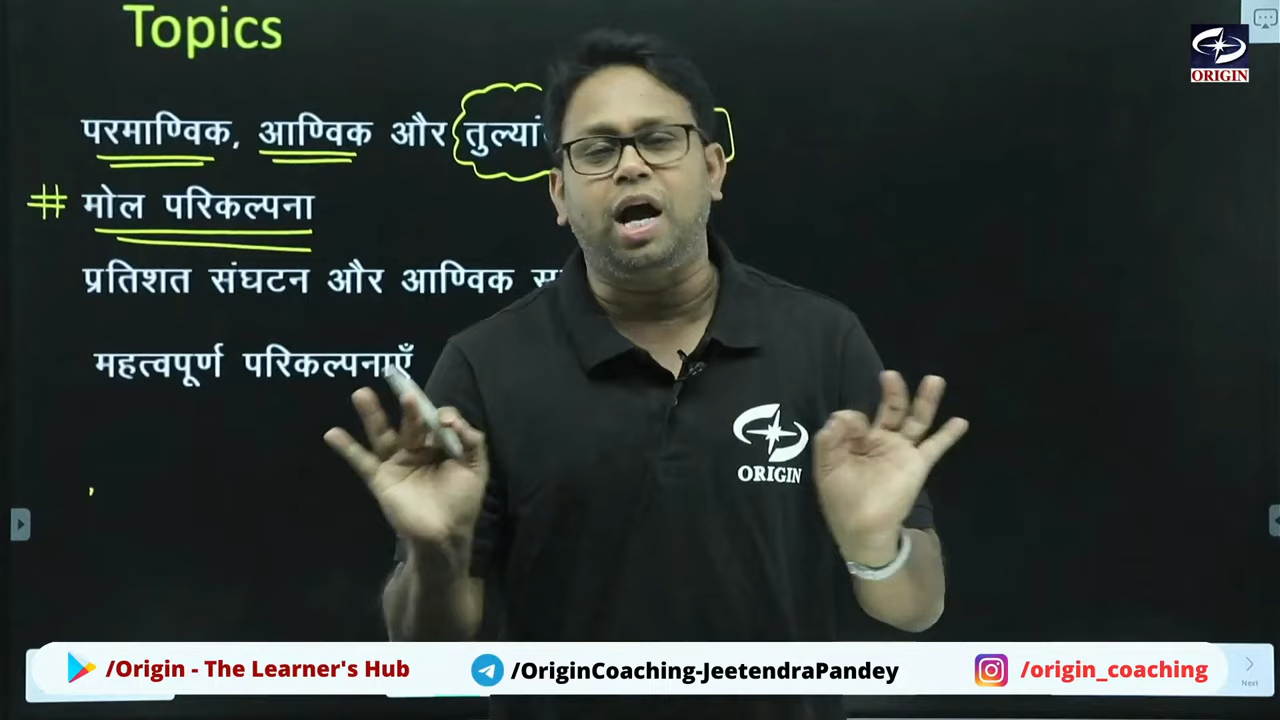 Topics
ORIGIN
परमाण्विक, आण्विक और
# मोल परिकल्पना
प्रतिशत संघटन और आण्विक
महत्वपूर्ण परिकल्पनाएँ
ORIGIN
/Origin - The Learner's Hub
/OriginCoaching-JeetendraPandey
/origin_coaching
Next